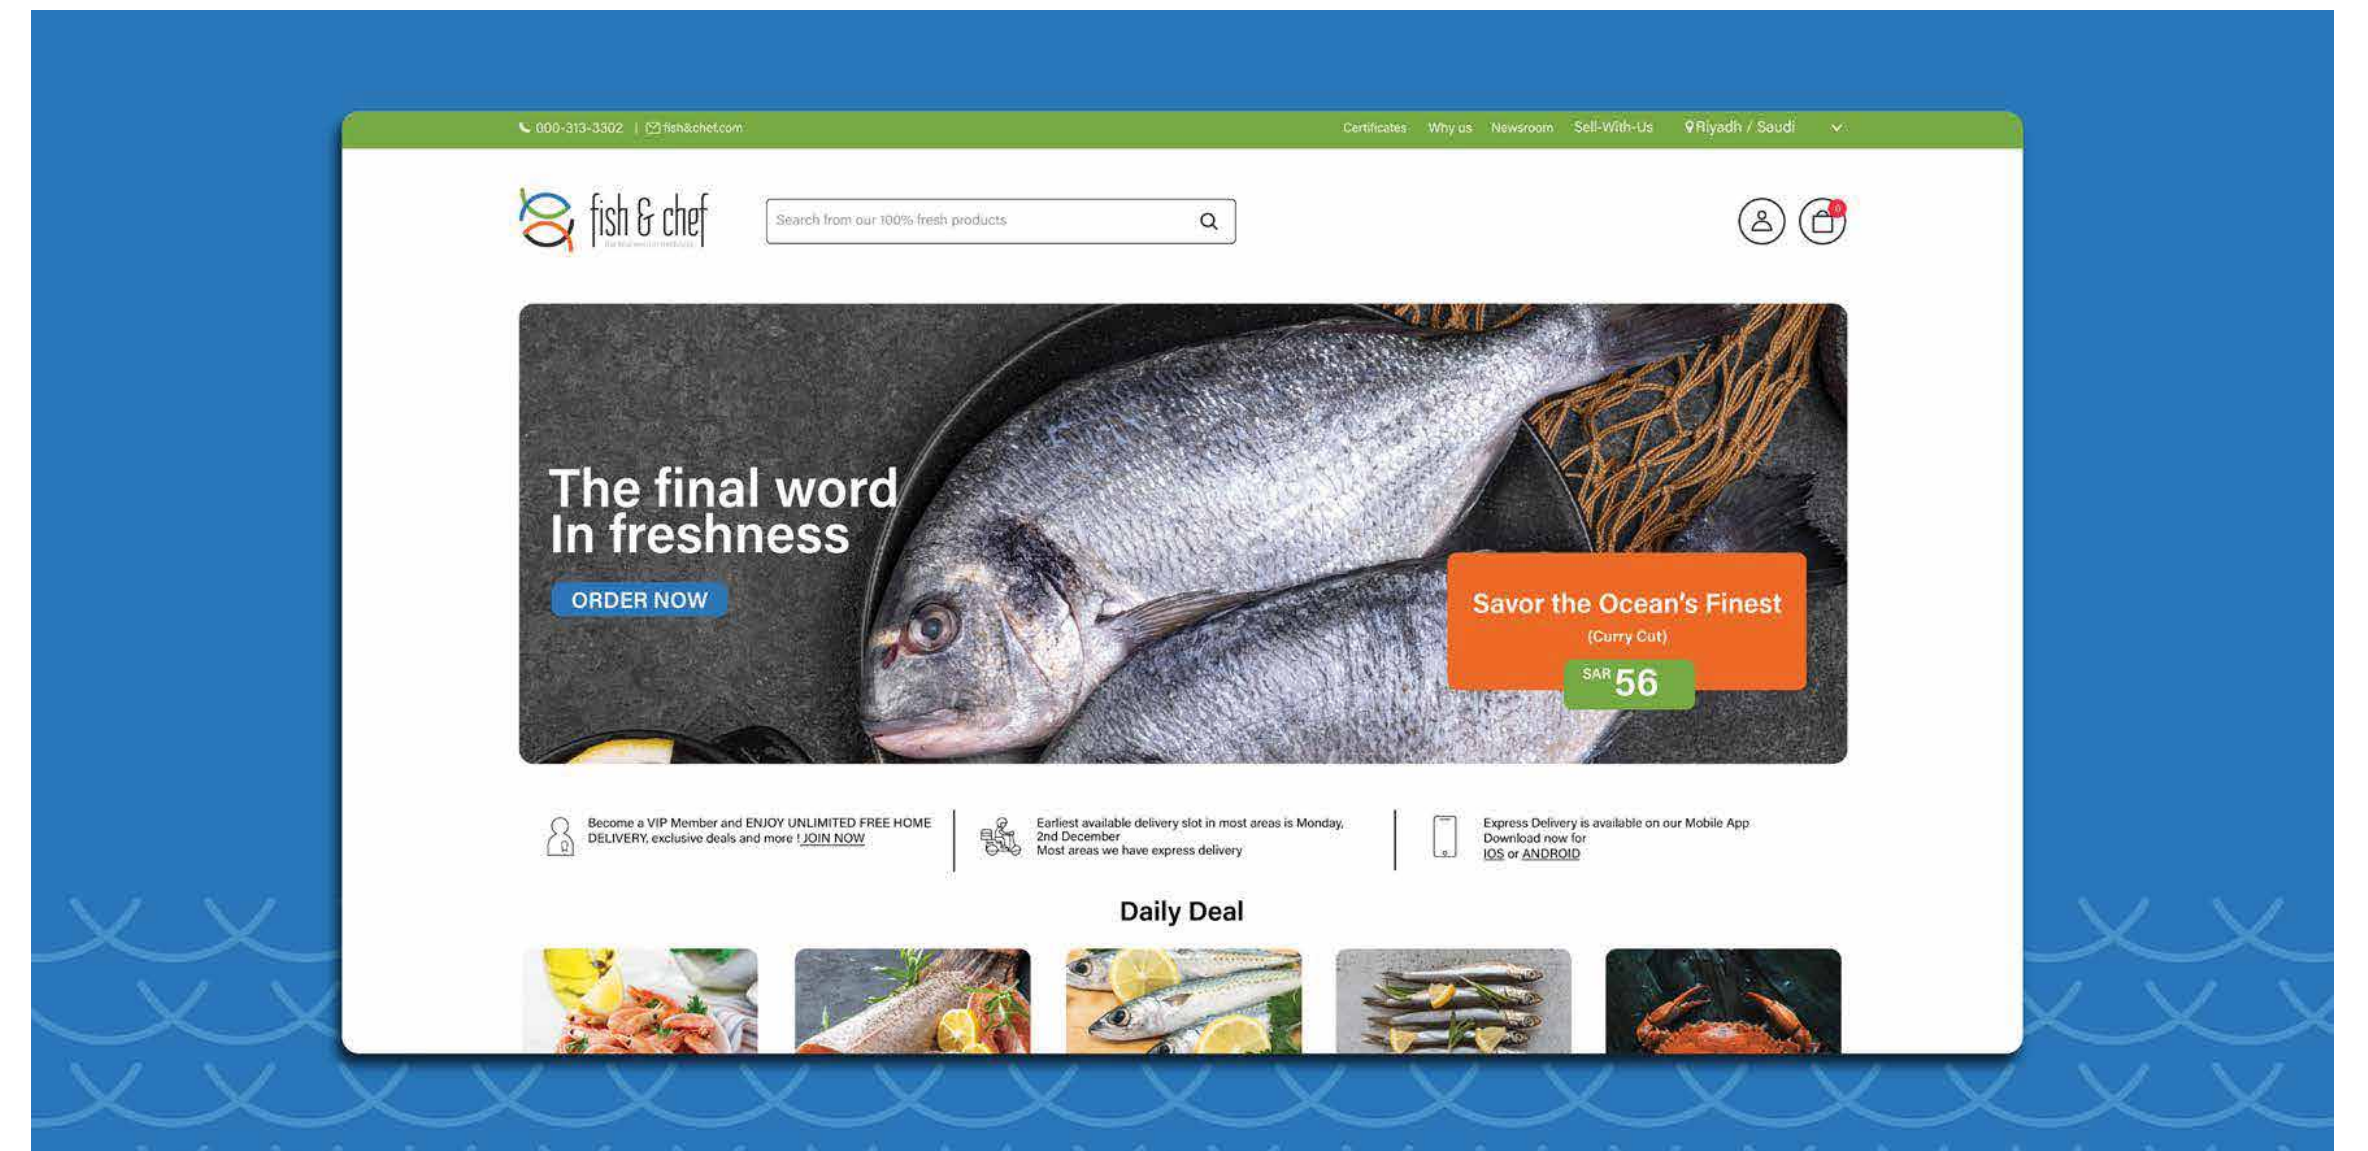 000-313-3302 | fish&chef.com
Certificates Why us Newsroom Sell-With-Us Riyadh / Saudi
fish & chef
Search from our 100% fresh products
0
The final word
In freshness
ORDER NOW
Savor the Ocean's Finest
(Curry Cut)
SAR 56
Become a VIP Member and ENJOY UNLIMITED FREE HOME
DELIVERY, exclusive deals and more ! JOIN NOW
Earliest available delivery slot in most areas is Monday,
2nd December
Most areas we have express delivery
Express Delivery is available on our Mobile App
Download now for
IOS or ANDROID
Daily Deal